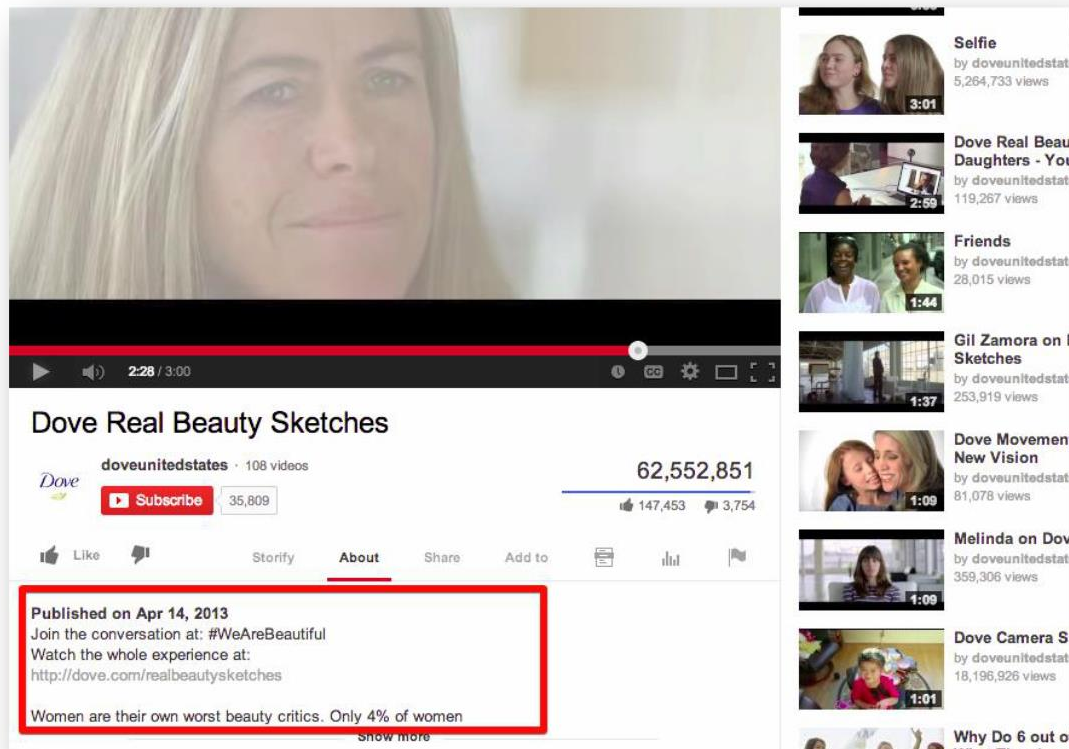 2:28 / 3:00
CC
Dove Real Beauty Sketches
Dove
doveunitedstates · 108 videos
Subscribe 35,809
62,552,851
147,453 3,754
Like
Storify About Share Add to
Published on Apr 14, 2013
Join the conversation at: #WeAreBeautiful
Watch the whole experience at:
http://dove.com/realbeautysketches
Women are their own worst beauty critics. Only 4% of women
Show more
Selfie
by doveunitedstat
5,264,733 views
3:01
Dove Real Beau
Daughters - You
by doveunitedstat
119,267 views
2:59
Friends
by doveunitedstat
28,015 views
1:44
Gil Zamora on
Sketches
by doveunitedstat
253,919 views
1:37
Dove Movemen
New Vision
by doveunitedstat
81,078 views
1:09
Melinda on Dov
by doveunitedstat
359,306 views
1:09
Dove Camera S
by doveunitedstat
18,196,926 views
1:01
Why Do 6 out o